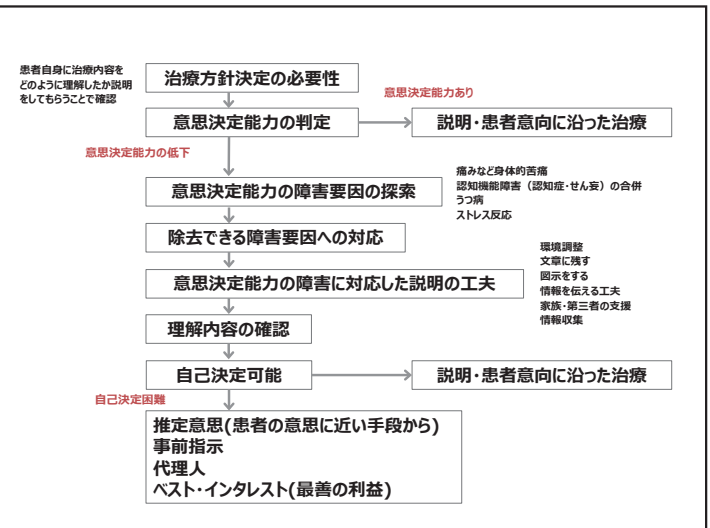 患者自身に治療内容を
どのように理解したか説明
をしてもらうことで確認
治療方針決定の必要性
意思決定能力あり
意思決定能力の判定
説明・患者意向に沿った治療
意思決定能力の低下
意思決定能力の障害要因の探索
痛みなど身体的苦痛
認知機能障害（認知症・せん妄）の合併
うつ病
ストレス反応
除去できる障害要因への対応
意思決定能力の障害に対応した説明の工夫
環境調整
文章に残す
図示をする
情報を伝える工夫
家族・第三者の支援
情報収集
理解内容の確認
自己決定可能
説明・患者意向に沿った治療
自己決定困難
推定意思(患者の意思に近い手段から)
事前指示
代理人
ベスト・インタレスト(最善の利益)